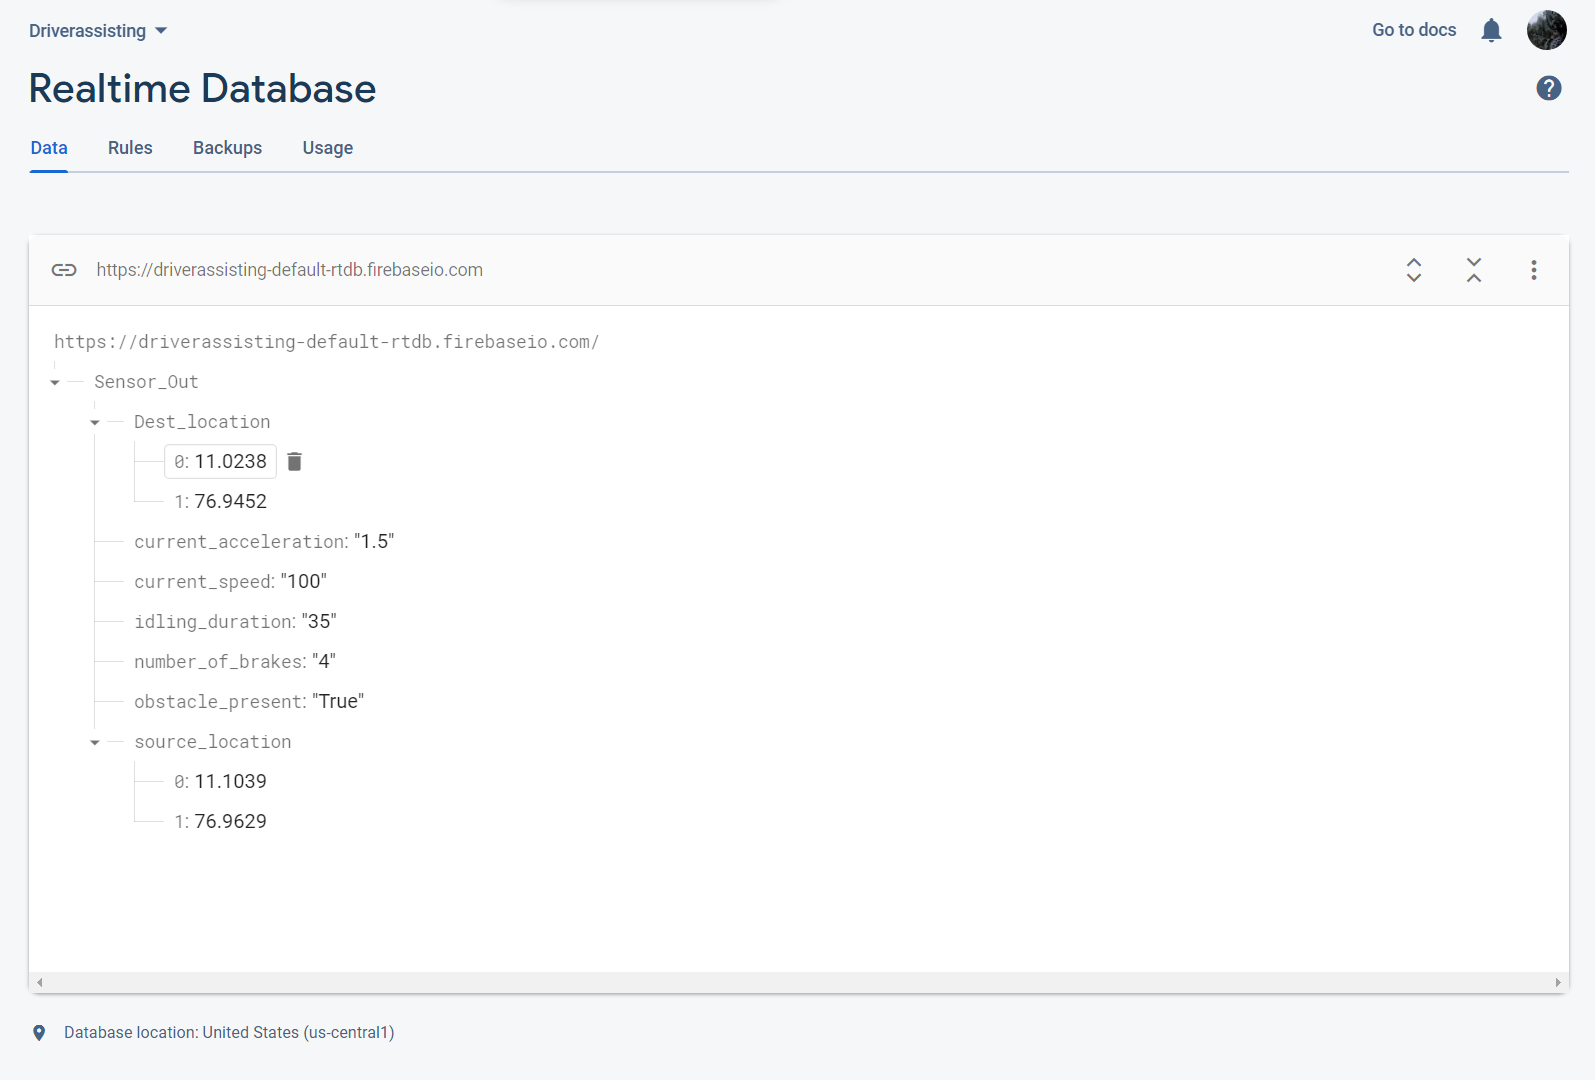 Driverassisting
Go to docs
Realtime Database
?
Data Rules Backups Usage
https://driverassisting-default-rtdb.firebaseio.com
https://driverassisting-default-rtdb.firebaseio.com/
Sensor_Out
Dest_location
0: 11.0238
1: 76.9452
current_acceleration: "1.5"
current_speed: "100"
idling_duration: "35"
number_of_brakes: "4"
obstacle_present: "True"
source_location
0: 11.1039
1: 76.9629
Database location: United States (us-central1)